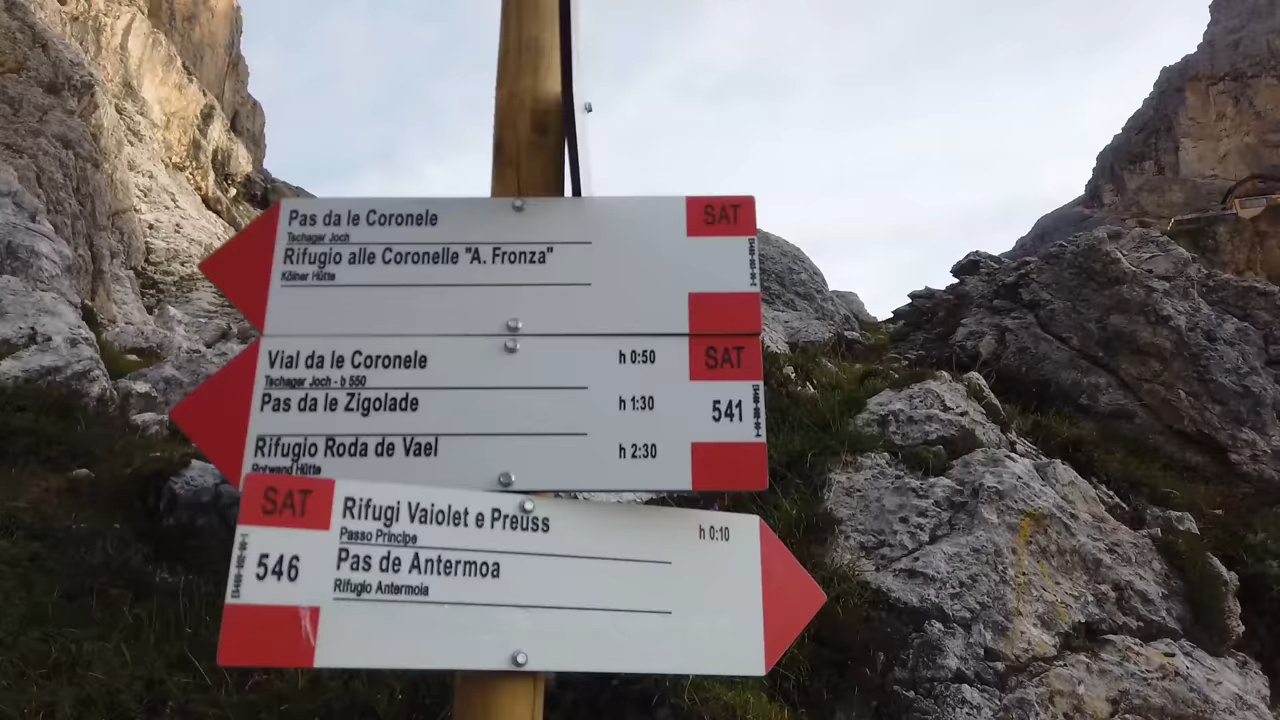 Pas da le Coronele
SAT
Tschager Joch
Rifugio alle Coronelle "A. Fronza"
Kölner Hütte
Vial da le Coronele h 0:50
SAT
Tschager Joch - b 550
Pas da le Zigolade h 1:30
541
Rifugio Roda de Vael h 2:30
Rotwand Hütte
SAT
Rifugi Vaiolet e Preuss h 0:10
Passo Principe
546
Pas de Antermoa
Rifugio Antermoia